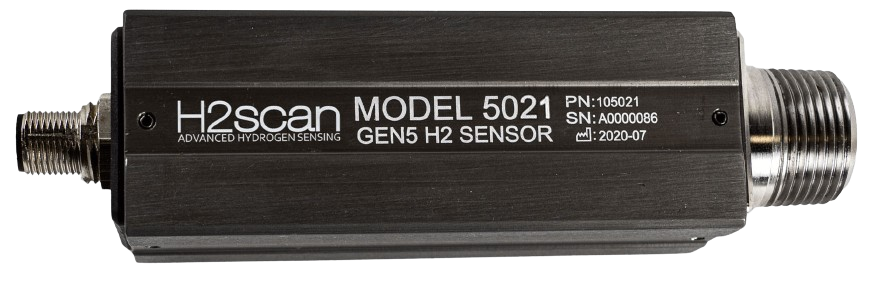 H2scan
ADVANCED HYDROGEN SENSING
MODEL 5021
GEN5 H2 SENSOR
PN:105021
SN:A0000086
:2020-07